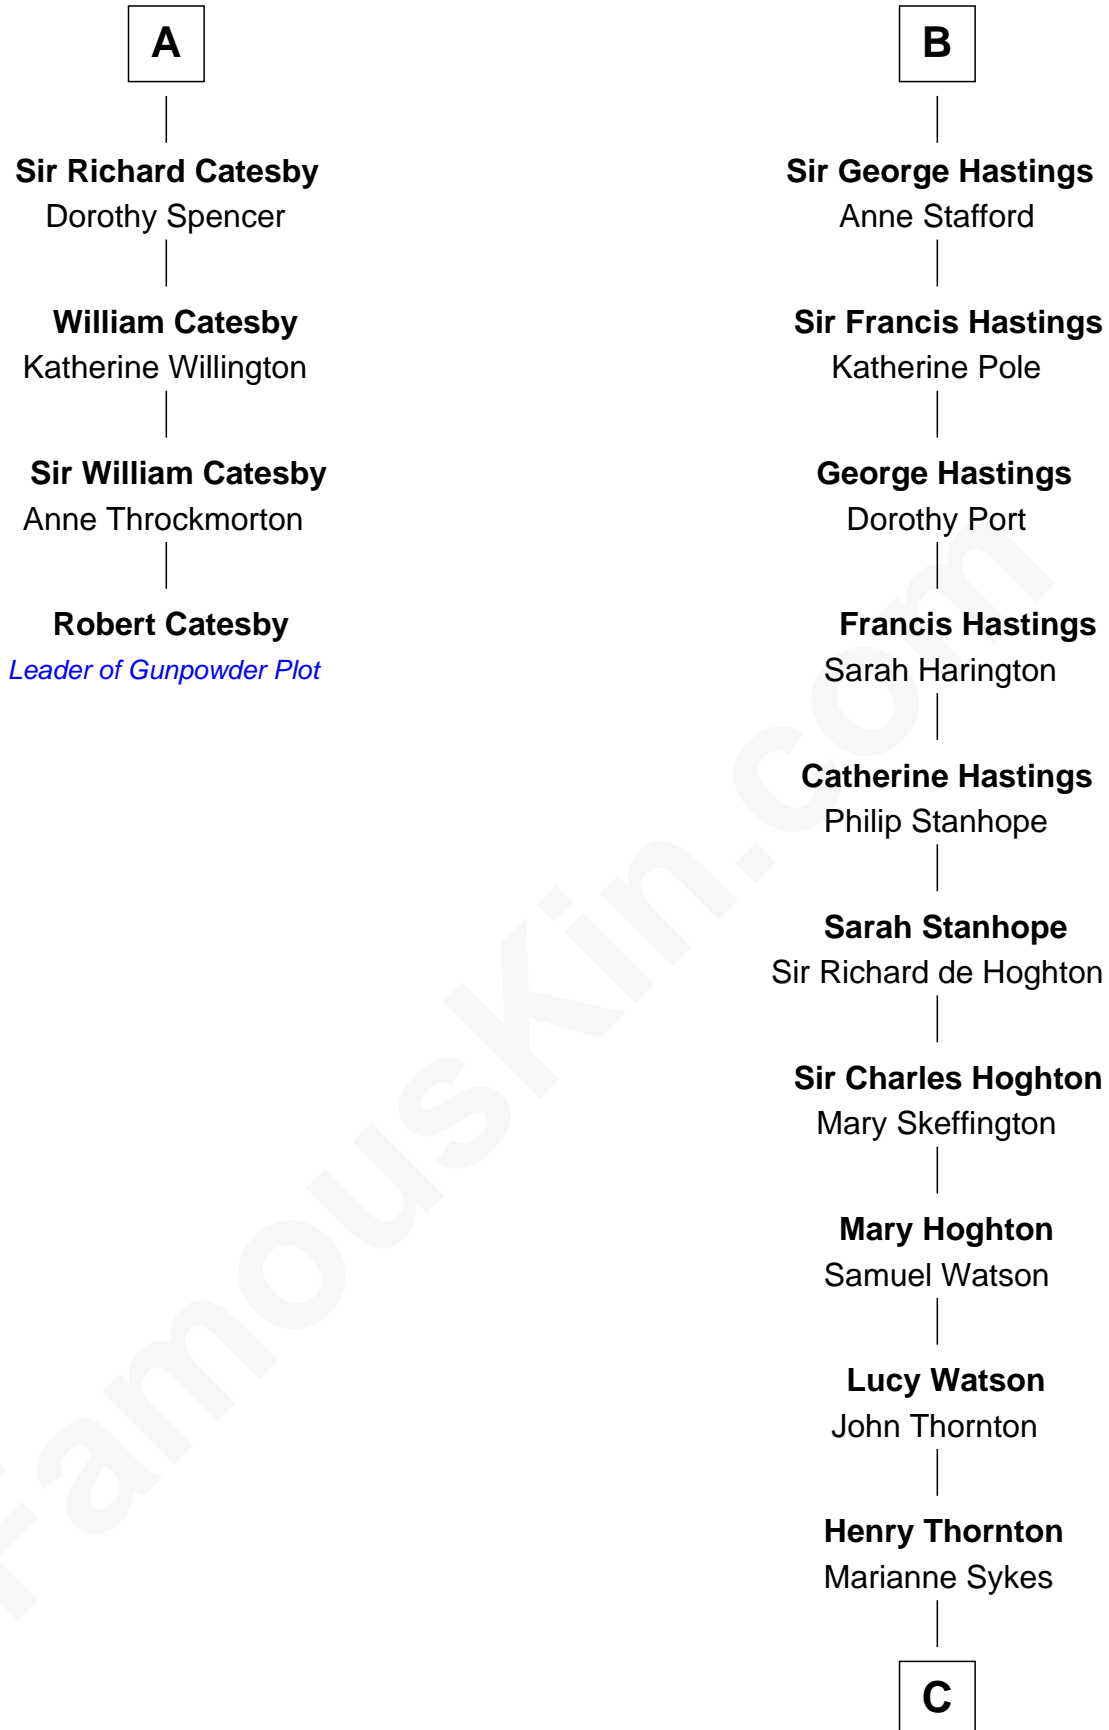 A
Sir Richard Catesby
Dorothy Spencer
William Catesby
Katherine Willington
Sir William Catesby
Anne Throckmorton
Robert Catesby
Leader of Gunpowder Plot
B
Sir George Hastings
Anne Stafford
Sir Francis Hastings
Katherine Pole
George Hastings
Dorothy Port
Francis Hastings
Sarah Harington
Catherine Hastings
Philip Stanhope
Sarah Stanhope
Sir Richard de Hoghton
Sir Charles Hoghton
Mary Skeffington
Mary Hoghton
Samuel Watson
Lucy Watson
John Thornton
Henry Thornton
Marianne Sykes
C
FamousKin.com